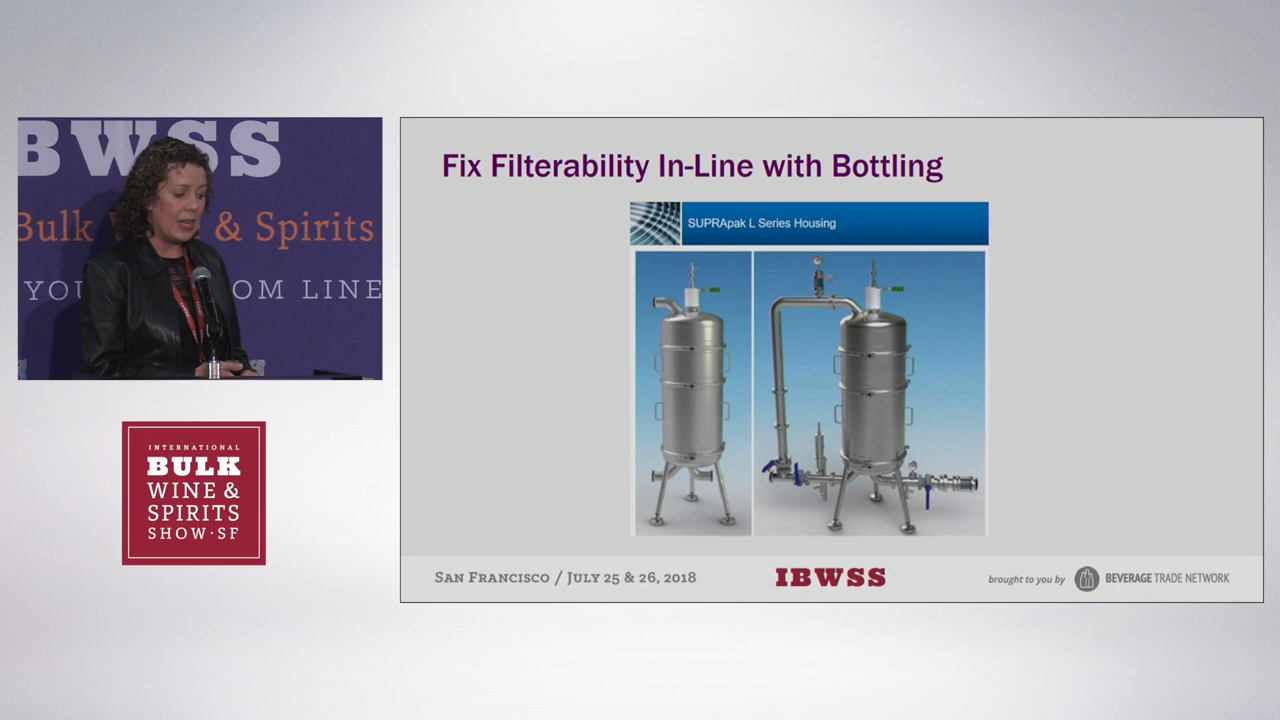 BWSS
Bulk & Spirits
YOU OM LINE
INTERNATIONAL
BULK
WINE &
SPIRITS
SHOW·SF
Fix Filterability In-Line with Bottling
SUPRApak L Series Housing
SAN FRANCISCO / JULY 25 & 26, 2018
IBWSS
brought to you by
BEVERAGE TRADE NETWORK